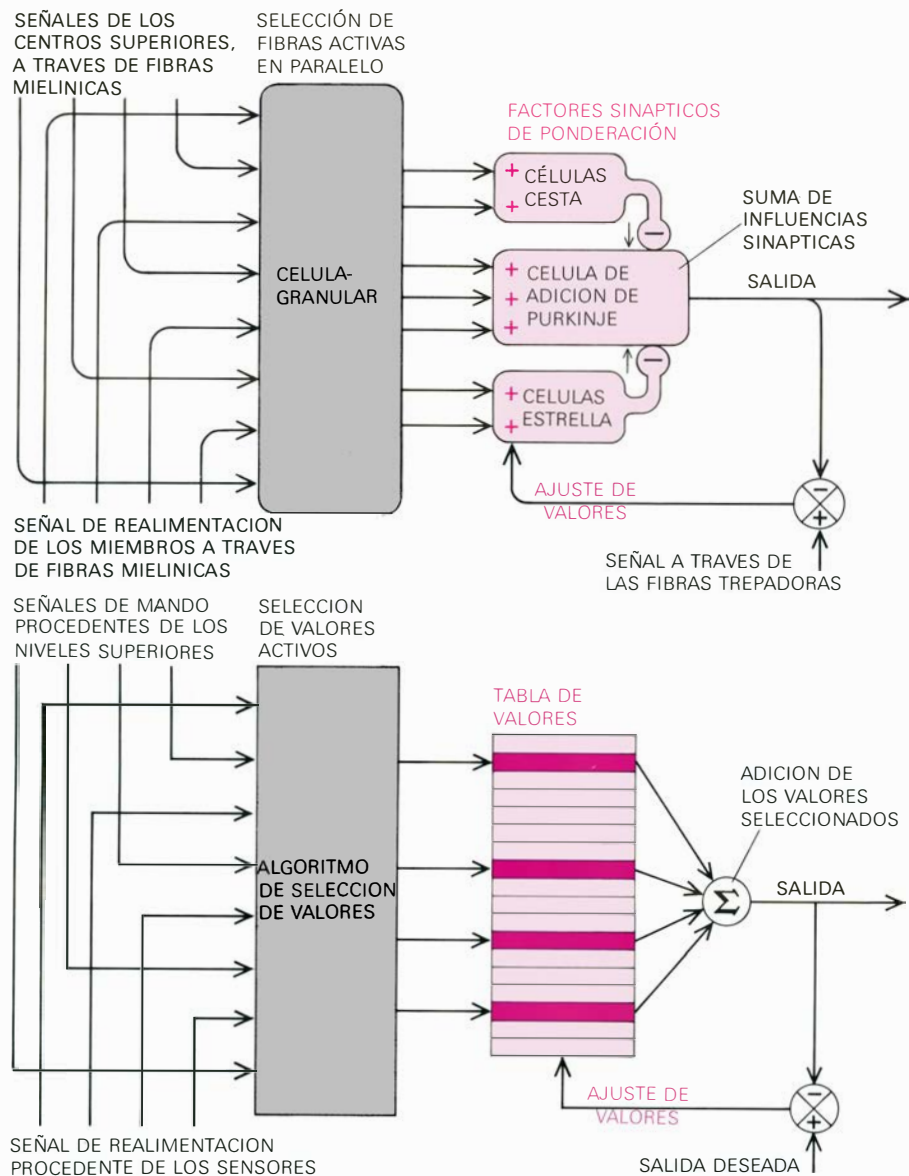 SEÑALES DE LOS
CENTROS SUPERIORES,
A TRAVES DE FIBRAS
MIELINICAS
SELECCIÓN DE
FIBRAS ACTIVAS
EN PARALELO
FACTORES SINAPTICOS
DE PONDERACIÓN
+ CÉLULAS
+ CESTA
−
SUMA DE
INFLUENCIAS
SINAPTICAS
CELULA-
GRANULAR
+ CELULA DE
+ ADICION DE
+ PURKINJE
SALIDA
−
+ CELULAS
+ ESTRELLA
AJUSTE DE
VALORES
−
+
SEÑAL DE REALIMENTACION
DE LOS MIEMBROS A TRAVES
DE FIBRAS MIELINICAS
SEÑAL A TRAVES DE
LAS FIBRAS TREPADORAS
SEÑALES DE MANDO
PROCEDENTES DE LOS
NIVELES SUPERIORES
SELECCION
DE VALORES
ACTIVOS
TABLA DE
VALORES
ADICION DE
LOS VALORES
SELECCIONADOS
ALGORITMO
DE SELECCION
DE VALORES
Σ
SALIDA
AJUSTE DE
VALORES
−
+
SEÑAL DE REALIMENTACION
PROCEDENTE DE LOS SENSORES
SALIDA DESEADA